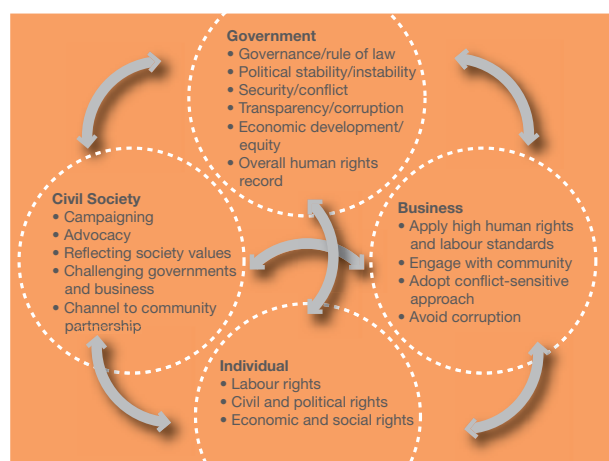 Government
• Governance/rule of law
• Political stability/instability
• Security/conflict
• Transparency/corruption
• Economic development/
equity
• Overall human rights
record
Civil Society
• Campaigning
• Advocacy
• Reflecting society values
• Challenging governments
and business
• Channel to community
partnership
Business
• Apply high human rights
and labour standards
• Engage with community
• Adopt conflict-sensitive
approach
• Avoid corruption
Individual
• Labour rights
• Civil and political rights
• Economic and social rights